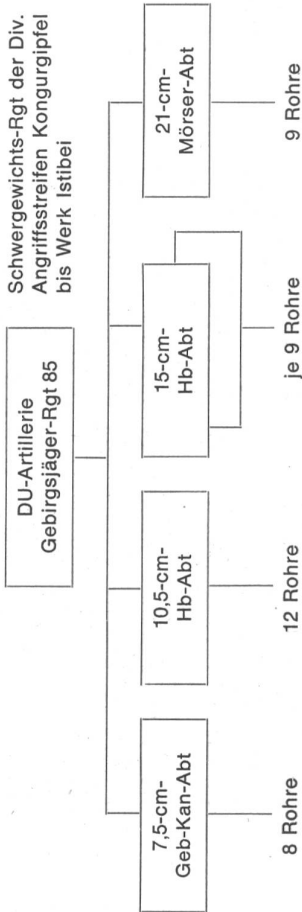 DU-Artillerie
Gebirgsjäger-Rgt 85
Schwergewichts-Rgt der Div.
Angriffsstreifen Kongurgipfel
bis Werk Istibei
7,5-cm-
Geb-Kan-Abt
10,5-cm-
Hb-Abt
15-cm-
Hb-Abt
21-cm-
Mörser-Abt
8 Rohre
12 Rohre
je 9 Rohre
9 Rohre